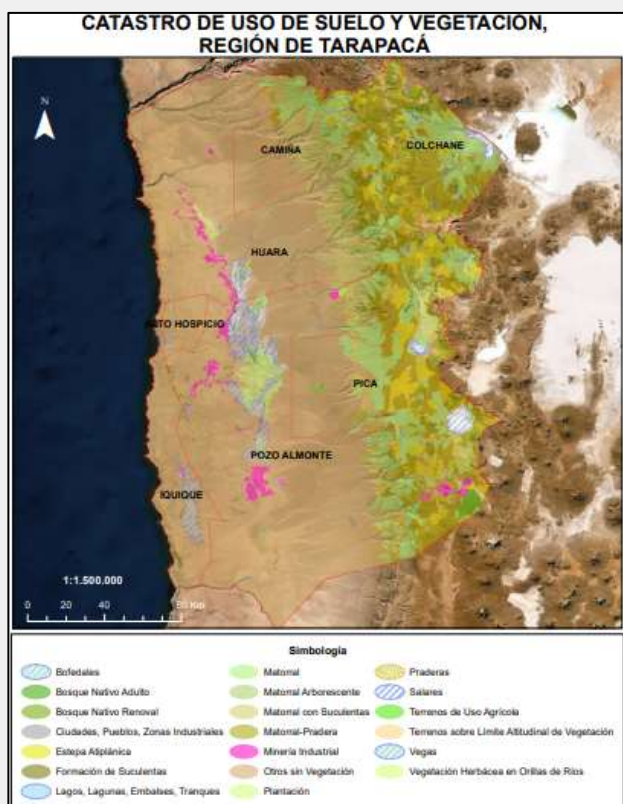 CATASTRO DE USO DE SUELO Y VEGETACIÓN,
REGIÓN DE TARAPACÁ
N
CAMIÑA
COLCHANE
HUARA
ALTO HOSPICIO
PICA
POZO ALMONTE
IQUIQUE
1:1.500.000
0 20 40 80 Km
Simbología
Bofedales
Bosque Nativo Adulto
Bosque Nativo Renoval
Ciudades, Pueblos, Zonas Industriales
Estepa Altiplánica
Formación de Suculentas
Lagos, Lagunas, Embalses, Tranques
Matorral
Matorral Arborescente
Matorral con Suculentas
Matorral-Pradera
Minería Industrial
Otros sin Vegetación
Plantación
Praderas
Salares
Terrenos de Uso Agrícola
Terrenos sobre Límite Altitudinal de Vegetación
Vegas
Vegetación Herbácea en Orillas de Ríos